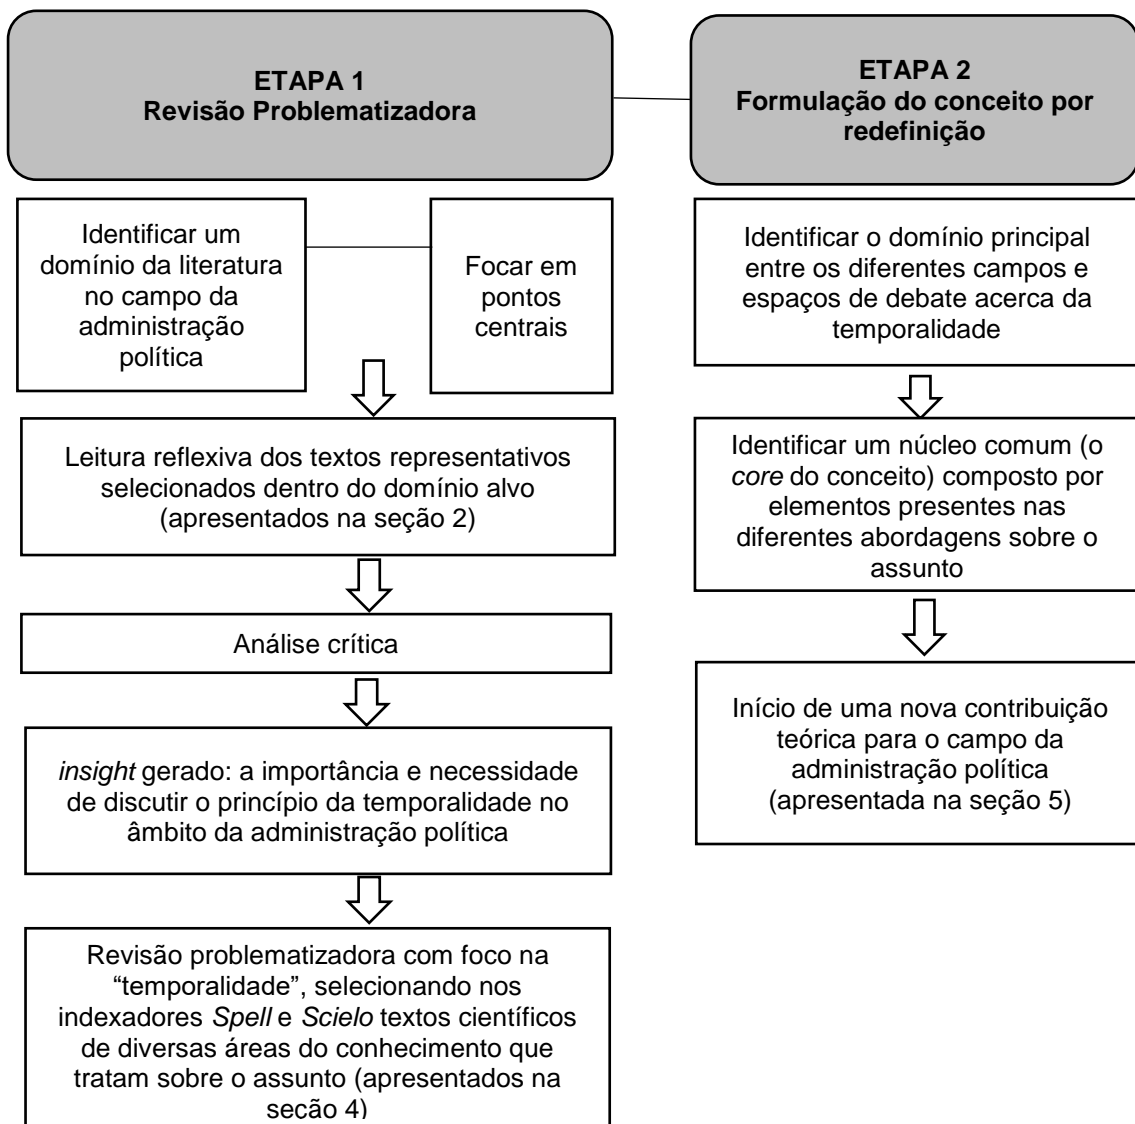 ETAPA 1
Revisão Problematizadora
Identificar um
domínio da literatura
no campo da
administração
política
Focar em
pontos
centrais
Leitura reflexiva dos textos representativos
selecionados dentro do domínio alvo
(apresentados na seção 2)
Análise crítica
insight gerado: a importância e necessidade
de discutir o princípio da temporalidade no
âmbito da administração política
Revisão problematizadora com foco na
“temporalidade”, selecionando nos
indexadores Spell e Scielo textos científicos
de diversas áreas do conhecimento que
tratam sobre o assunto (apresentados na
seção 4)
ETAPA 2
Formulação do conceito por
redefinição
Identificar o domínio principal
entre os diferentes campos e
espaços de debate acerca da
temporalidade
Identificar um núcleo comum (o
core do conceito) composto por
elementos presentes nas
diferentes abordagens sobre o
assunto
Início de uma nova contribuição
teórica para o campo da
administração política
(apresentada na seção 5)